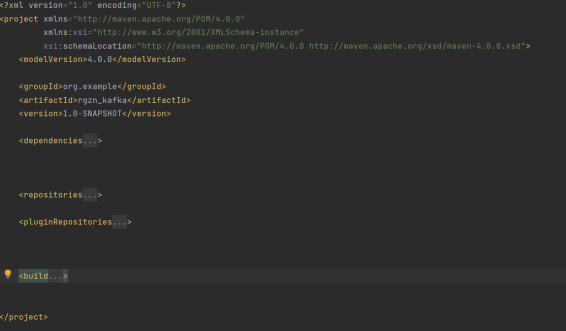 <?xml version="1.0" encoding="UTF-8"?>
<project xmlns="http://maven.apache.org/POM/4.0.0"
xmlns:xsi="http://www.w3.org/2001/XMLSchema-instance"
xsi:schemaLocation="http://maven.apache.org/POM/4.0.0 http://maven.apache.org/xsd/maven-4.0.0.xsd">
<modelVersion>4.0.0</modelVersion>
<groupId>org.example</groupId>
<artifactId>rgzn_kafka</artifactId>
<version>1.0-SNAPSHOT</version>
<dependencies...>
<repositories...>
<pluginRepositories...>
<build...>
</project>